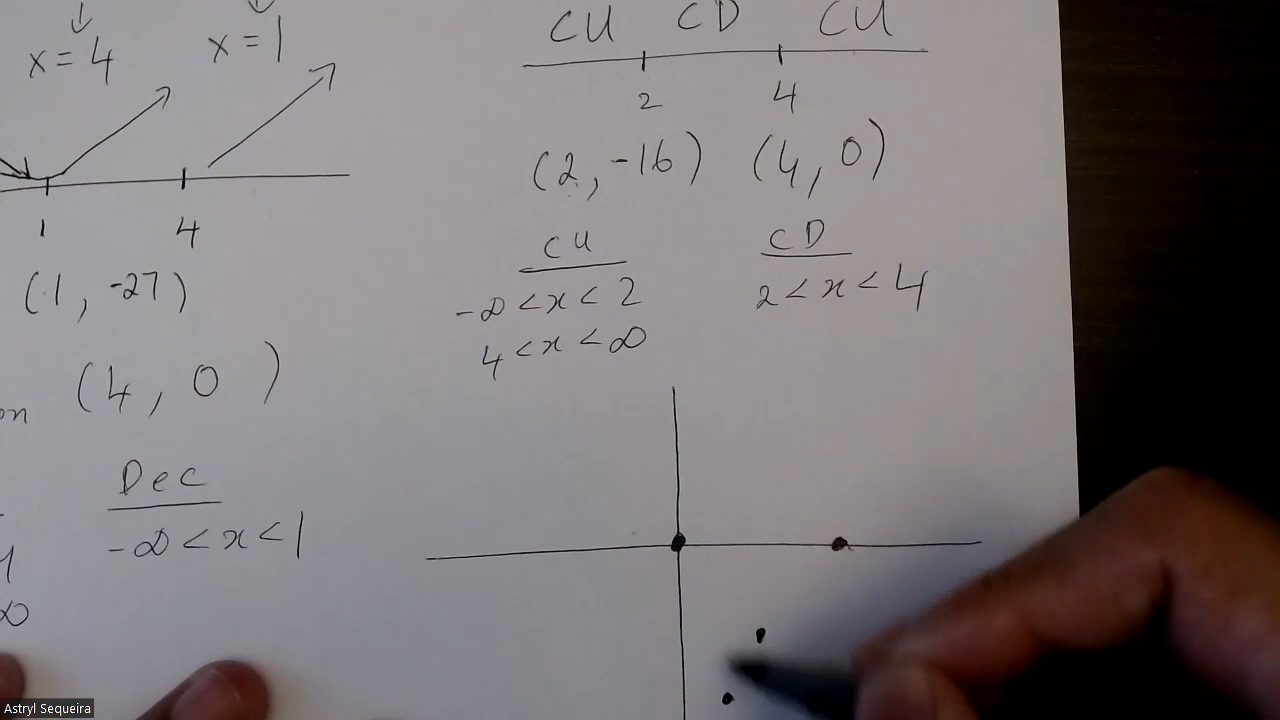 x = 4
x = 1
1 4
(1, -27)
(4, 0)
on
Dec
-∞ < x < 1
∞
CU CD CU
2 4
(2, -16) (4, 0)
CU
-∞ < x < 2
4 < x < ∞
CD
2 < x < 4
Astryl Sequeira